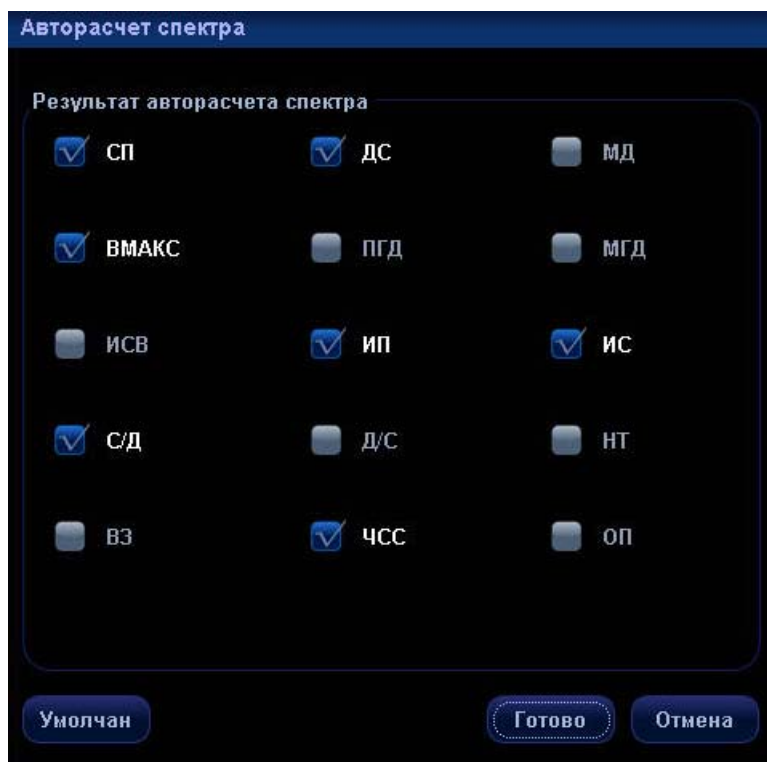 Авторасчет спектра
Результат авторасчета спектра
СП ДС МД
ВМАКС ПГД МГД
ИСВ ИП ИС
С/Д Д/С НТ
ВЗ ЧСС ОП
Умолчан Готово Отмена